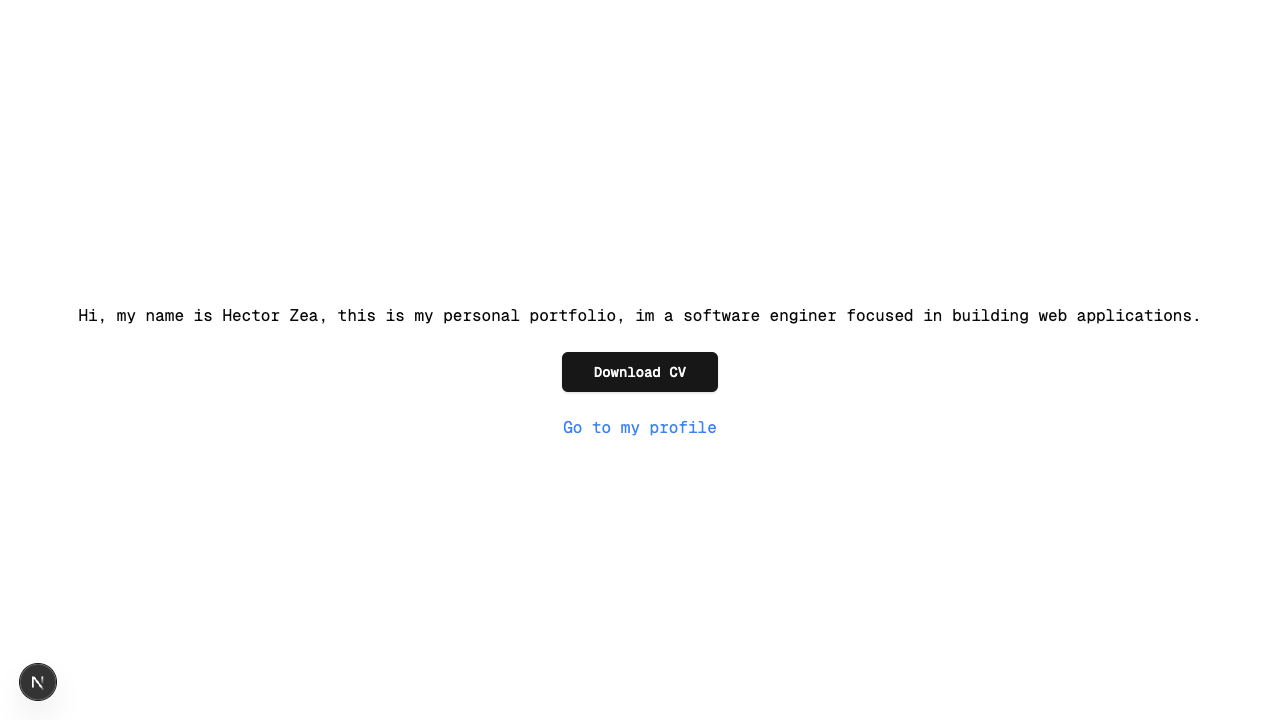 Hi, my name is Hector Zea, this is my personal portfolio, im a software enginer focused in building web applications.
Download CV
Go to my profile
N